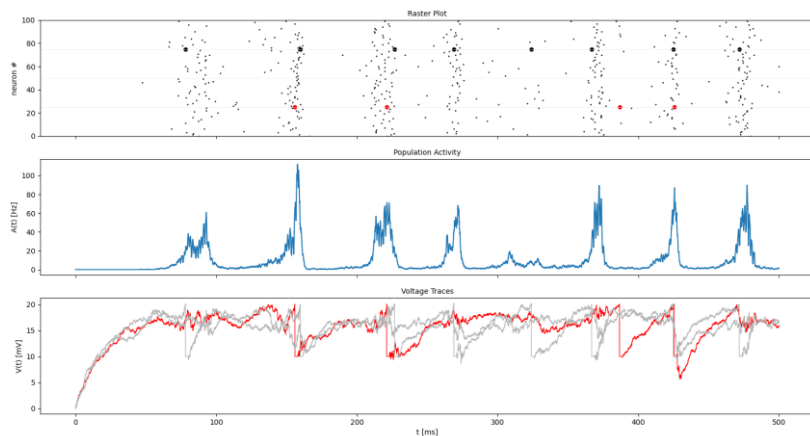 Raster Plot
100
75
50
25
0
neuron #
Population Activity
100
80
60
40
20
0
A(t) [Hz]
Voltage Traces
20
15
10
5
0
V(t) [mV]
0 100 200 300 400 500
t [ms]